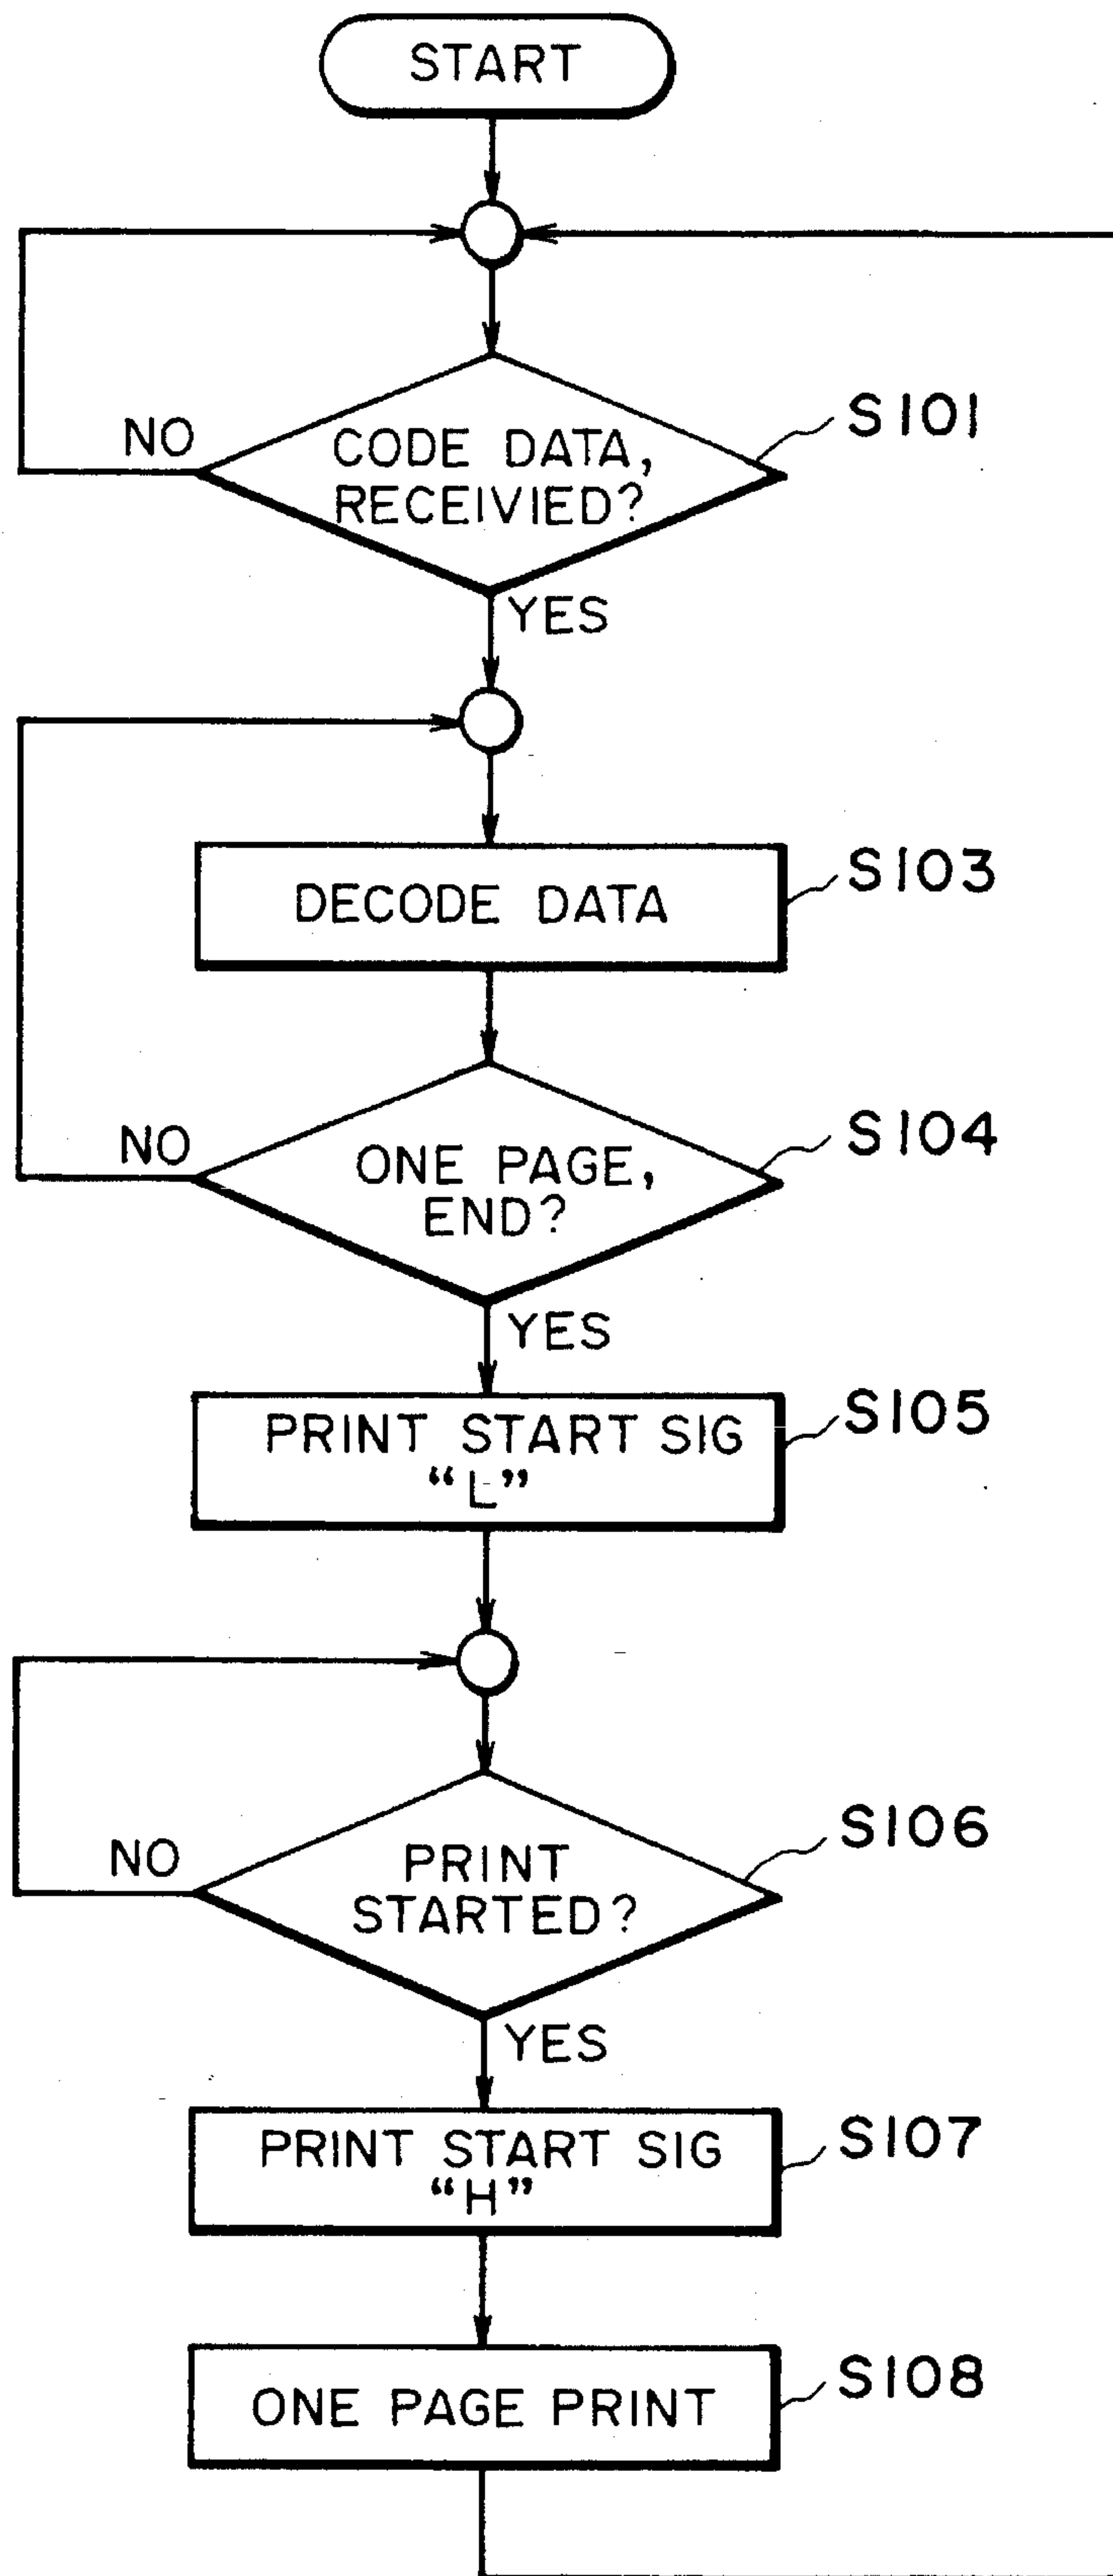 START
S101
NO
CODE DATA,
RECEIVIED?
YES
S103
DECODE DATA
S104
NO
ONE PAGE,
END?
YES
S105
PRINT START SIG
“L”
S106
NO
PRINT
STARTED?
YES
S107
PRINT START SIG
“H”
S108
ONE PAGE PRINT